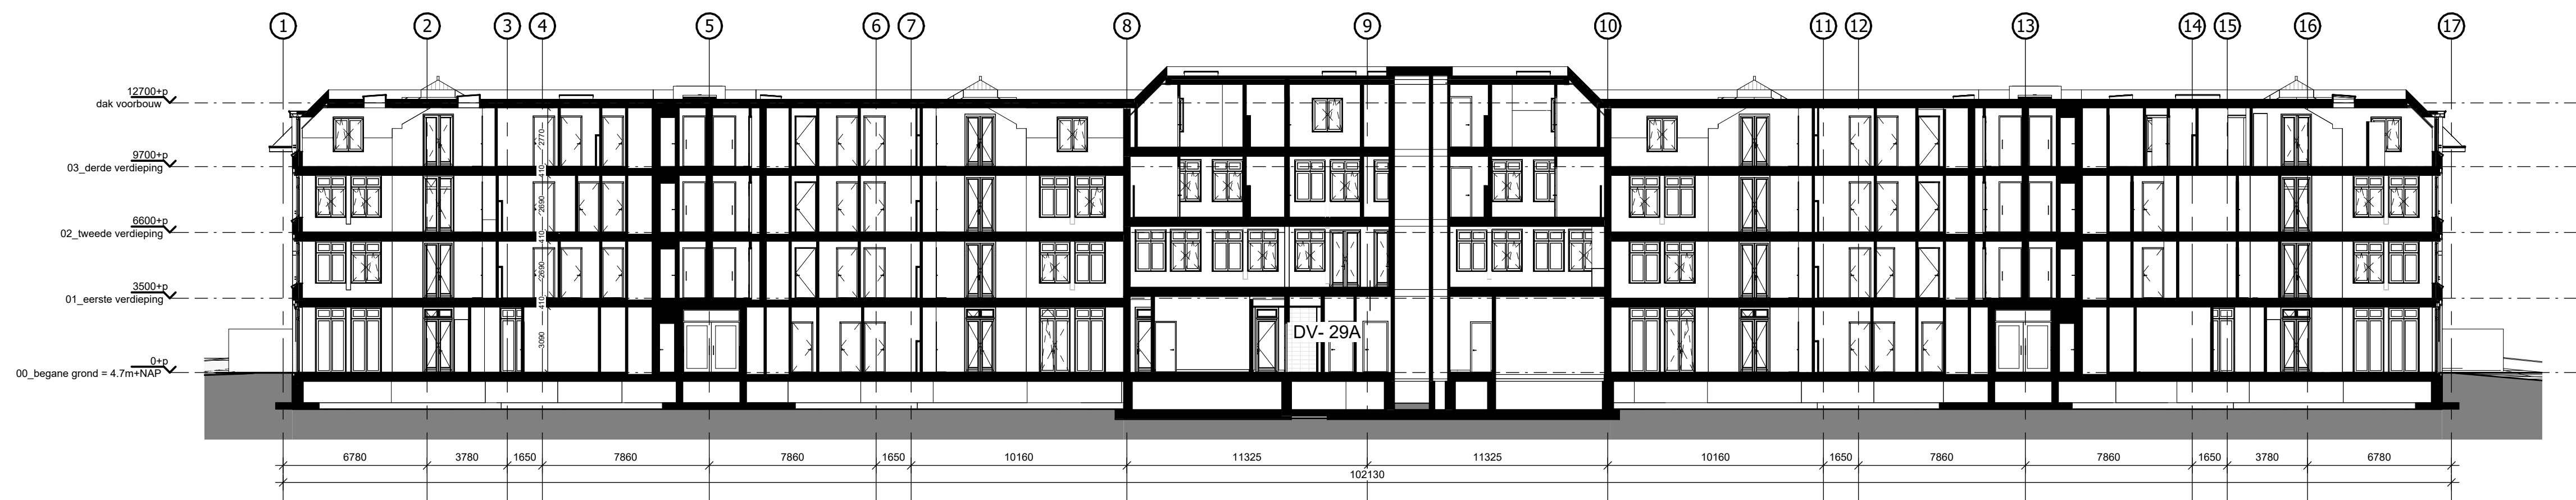 1 2 3 4 5 6 7 8 9 10 11 12 13 14 15 16 17
12700+p
dak voorbouw
9700+p
03_derde verdieping
6600+p
02_tweede verdieping
3500+p
01_eerste verdieping
0+p
00_begane grond = 4.7m+NAP
2770
410
2690
410
2690
410
3090
DV- 29A
6780 3780 1650 7860 7860 1650 10160 11325 11325 10160 1650 7860 7860 1650 3780 6780
102130